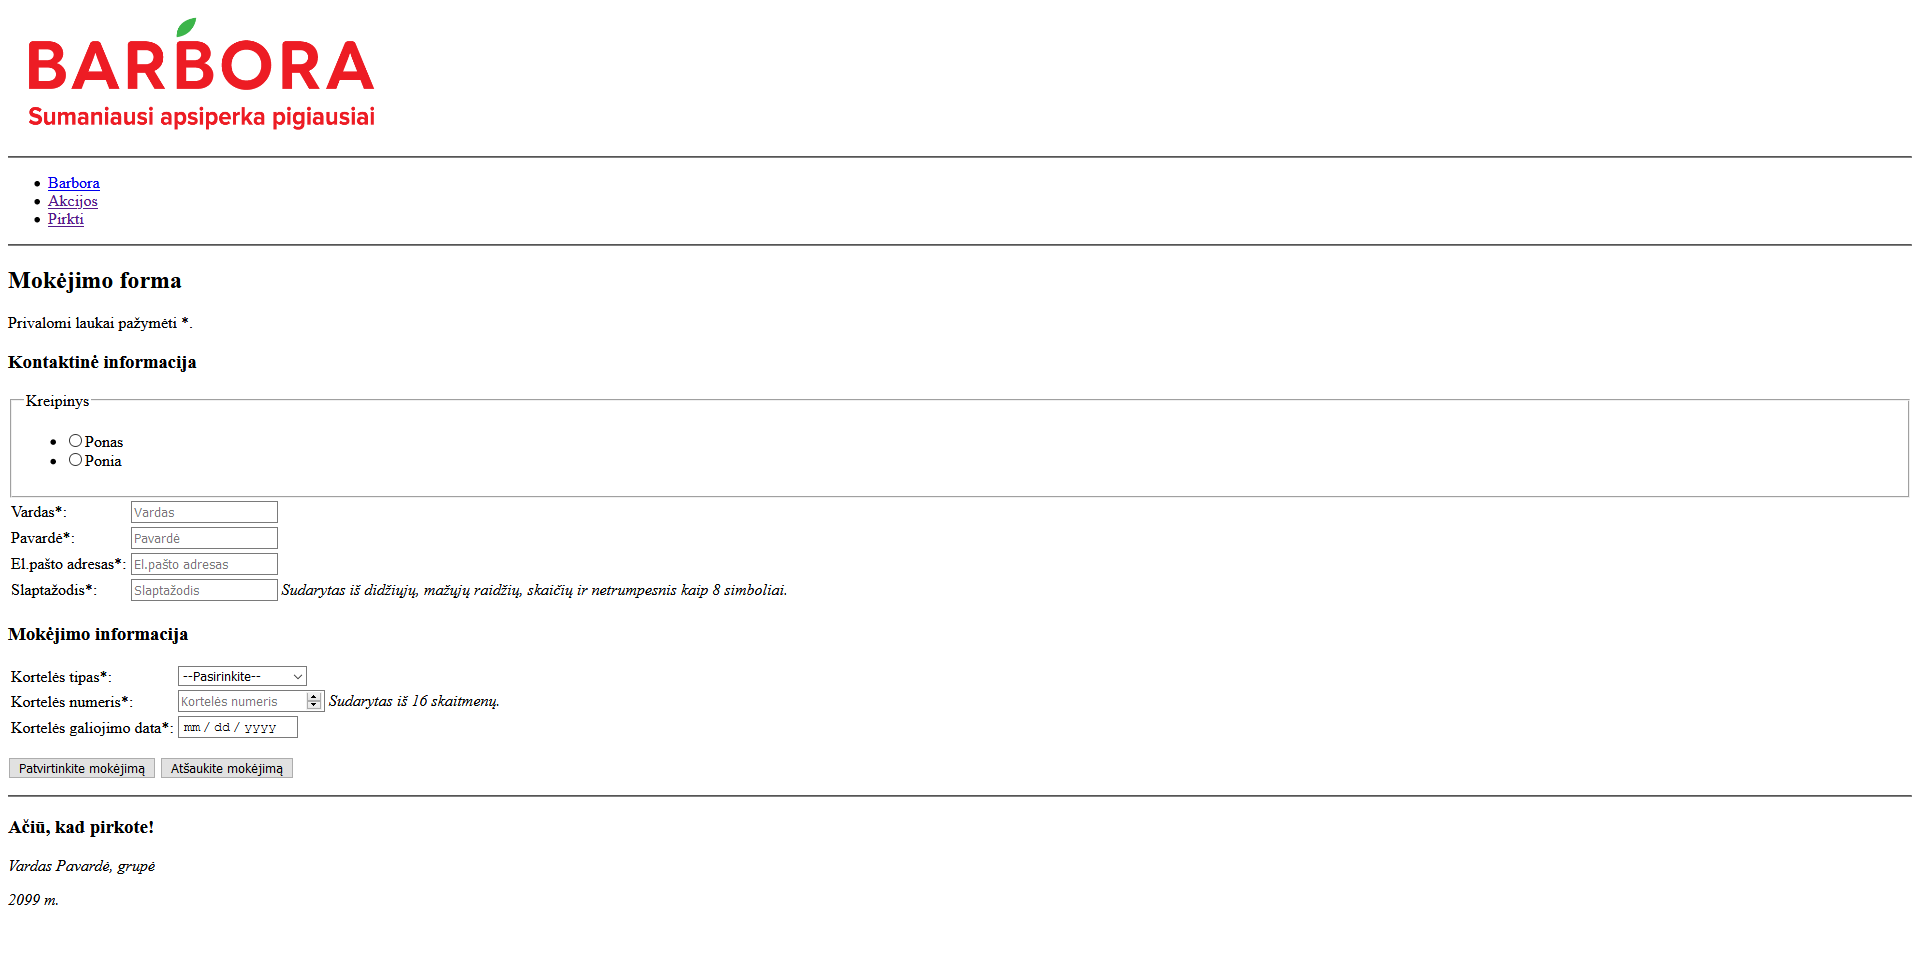 BARBORA
Sumaniausi apsiperka pigiausiai
Barbora
Akcijos
Pirkti
Mokėjimo forma
Privalomi laukai pažymėti *.
Kontaktinė informacija
Kreipinys
Ponas
Ponia
Vardas*: Vardas
Pavardė*: Pavardė
El.pašto adresas*: El.pašto adresas
Slaptažodis*: Slaptažodis Sudarytas iš didžiųjų, mažųjų raidžių, skaičių ir netrumpesnis kaip 8 simboliai.
Mokėjimo informacija
Kortelės tipas*: --Pasirinkite--
Kortelės numeris*: Kortelės numeris Sudarytas iš 16 skaitmenų.
Kortelės galiojimo data*: mm / dd / yyyy
Patvirtinkite mokėjimą Atšaukite mokėjimą
Ačiū, kad pirkote!
Vardas Pavardė, grupė
2099 m.